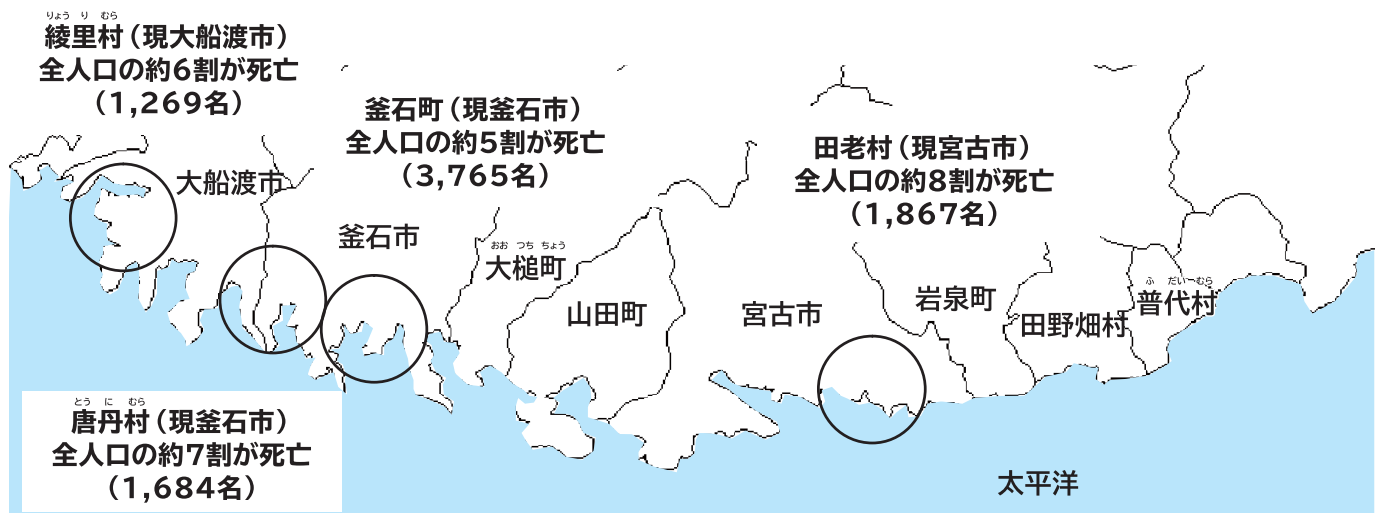 りょう り むら
綾里村（現大船渡市）
全人口の約6割が死亡
（1,269名）
釜石町（現釜石市）
全人口の約5割が死亡
（3,765名）
田老村（現宮古市）
全人口の約8割が死亡
（1,867名）
大船渡市
釜石市
おお つち ちょう
大槌町
山田町
宮古市
岩泉町
田野畑村
ふ だい むら
普代村
とう に むら
唐丹村（現釜石市）
全人口の約7割が死亡
（1,684名）
太平洋